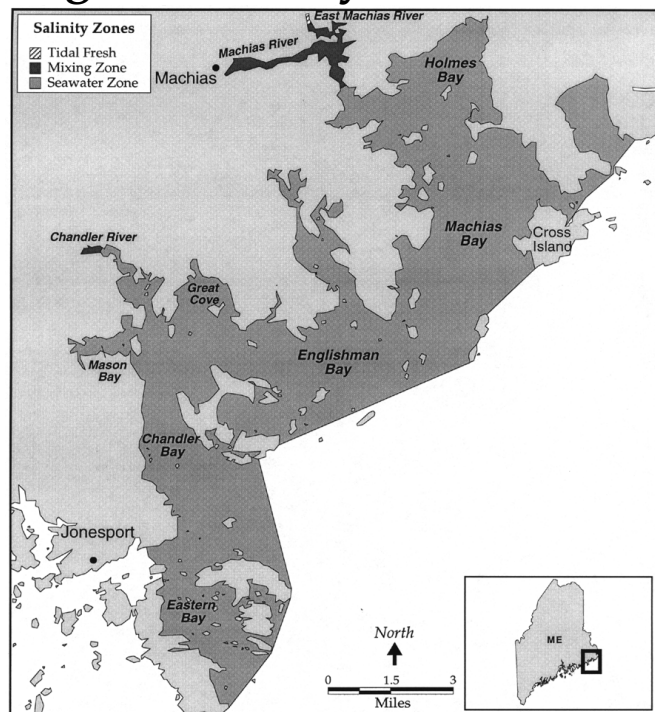 Salinity Zones
Tidal Fresh
Mixing Zone
Seawater Zone
East Machias River
Machias River
Machias
Holmes
Bay
Machias
Bay
Cross
Island
Chandler River
Great
Cove
Englishman
Bay
Mason
Bay
Chandler
Bay
Jonesport
Eastern
Bay
North
0 1.5 3
Miles
ME